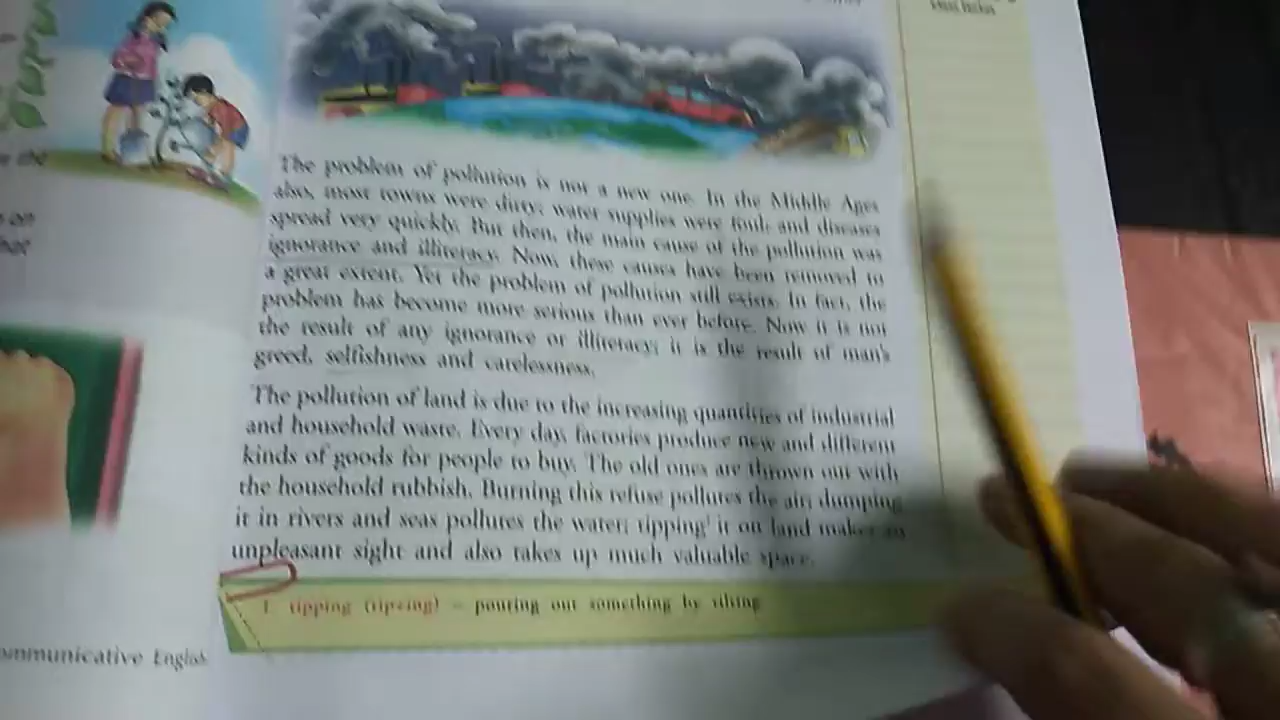 the
on
hat
The problem of pollution is not a new one. In the Middle Ages
also, most towns were dirty; water supplies were foul; and diseases
spread very quickly. But then, the main cause of the pollution was
ignorance and illiteracy. Now, these causes have been removed to
a great extent. Yet the problem of pollution still exists. In fact, the
problem has become more serious than ever before. Now it is not
the result of any ignorance or illiteracy; it is the result of man's
greed, selfishness and carelessness.
The pollution of land is due to the increasing quantities of industrial
and household waste. Every day, factories produce new and different
kinds of goods for people to buy. The old ones are thrown out with
the household rubbish. Burning this refuse pollutes the air; dumping
it in rivers and seas pollutes the water; tipping¹ it on land makes an
unpleasant sight and also takes up much valuable space.
1. tipping – pouring out something by tilting
ommunicative English